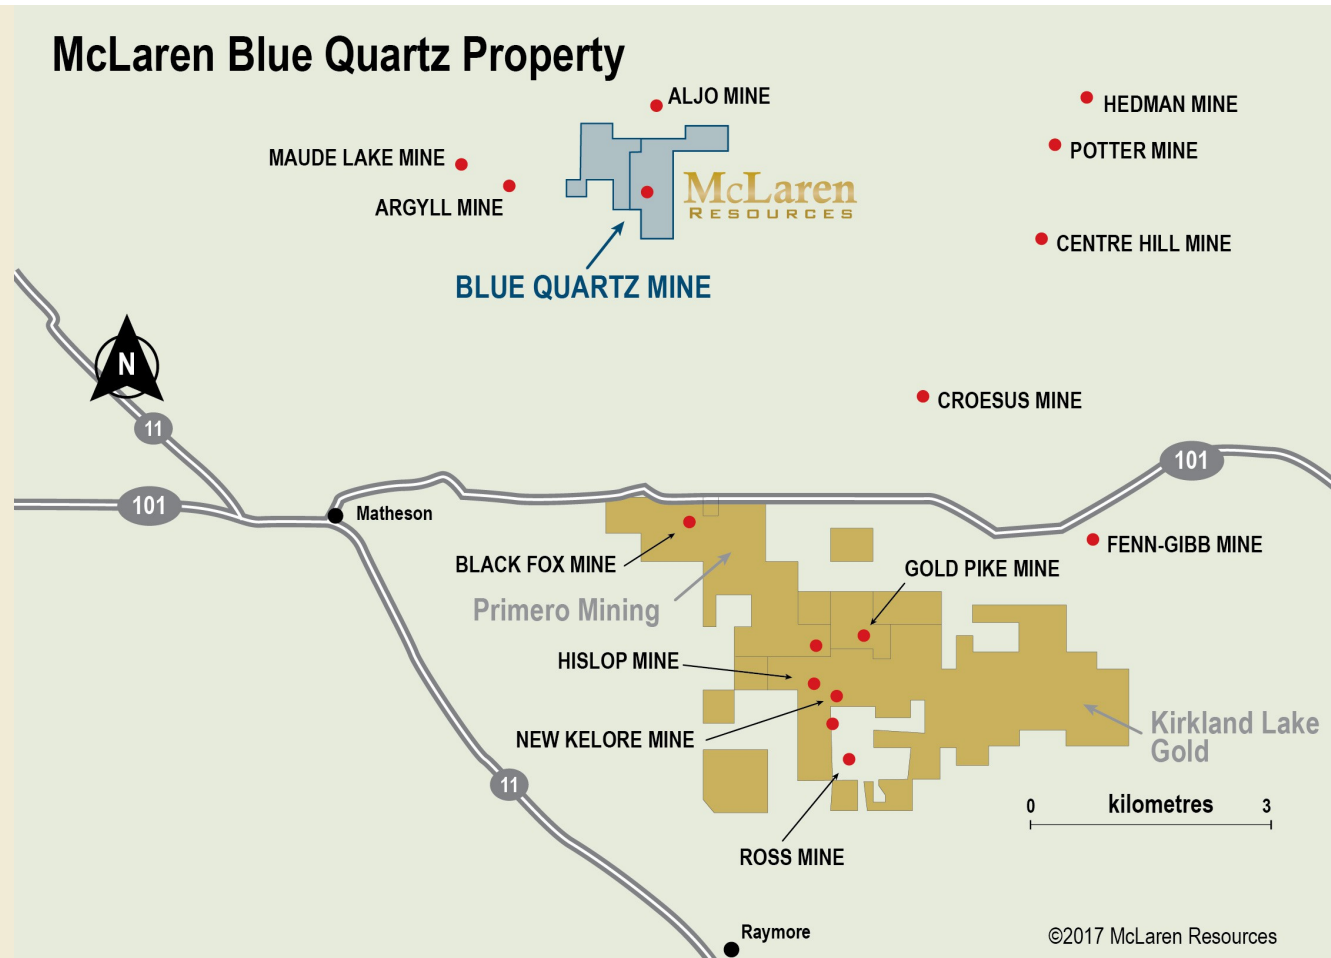 McLaren Blue Quartz Property
ALJO MINE
HEDMAN MINE
POTTER MINE
MAUDE LAKE MINE
ARGYLL MINE
McLaren
RESOURCES
CENTRE HILL MINE
BLUE QUARTZ MINE
N
11
CROESUS MINE
101
101
Matheson
FENN-GIBB MINE
BLACK FOX MINE
GOLD PIKE MINE
Primero Mining
HISLOP MINE
NEW KELORE MINE
Kirkland Lake
Gold
11
0 kilometres 3
ROSS MINE
Raymore
©2017 McLaren Resources